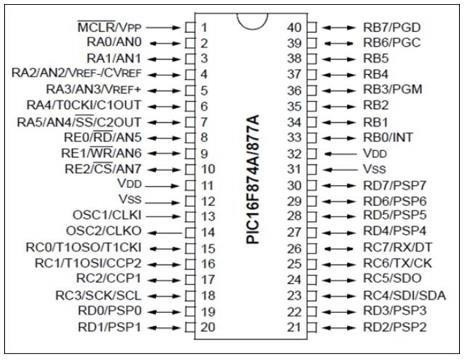 MCLR/VPP 1 40 RB7/PGD
RA0/AN0 2 39 RB6/PGC
RA1/AN1 3 38 RB5
RA2/AN2/VREF-/CVREF 4 37 RB4
RA3/AN3/VREF+ 5 36 RB3/PGM
RA4/T0CKI/C1OUT 6 35 RB2
RA5/AN4/SS/C2OUT 7 34 RB1
RE0/RD/AN5 8 33 RB0/INT
RE1/WR/AN6 9 32 VDD
RE2/CS/AN7 10 31 VSS
VDD 11 30 RD7/PSP7
VSS 12 29 RD6/PSP6
OSC1/CLKI 13 28 RD5/PSP5
OSC2/CLKO 14 27 RD4/PSP4
RC0/T1OSO/T1CKI 15 26 RC7/RX/DT
RC1/T1OSI/CCP2 16 25 RC6/TX/CK
RC2/CCP1 17 24 RC5/SDO
RC3/SCK/SCL 18 23 RC4/SDI/SDA
RD0/PSP0 19 22 RD3/PSP3
RD1/PSP1 20 21 RD2/PSP2
PIC16F874A/877A